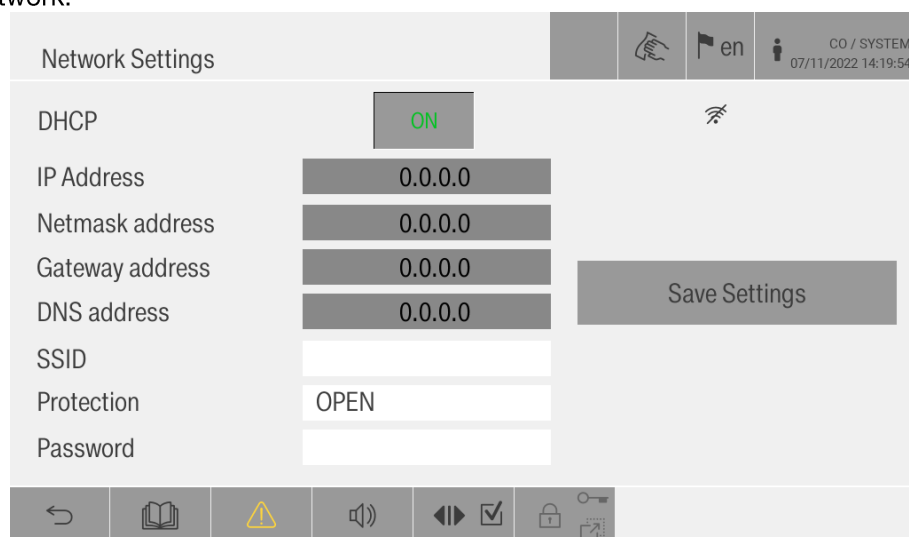 Network Settings
en
CO / SYSTEM
07/11/2022 14:19:54
DHCP
ON
IP Address
0.0.0.0
Netmask address
0.0.0.0
Gateway address
0.0.0.0
Save Settings
DNS address
0.0.0.0
SSID
Protection
OPEN
Password